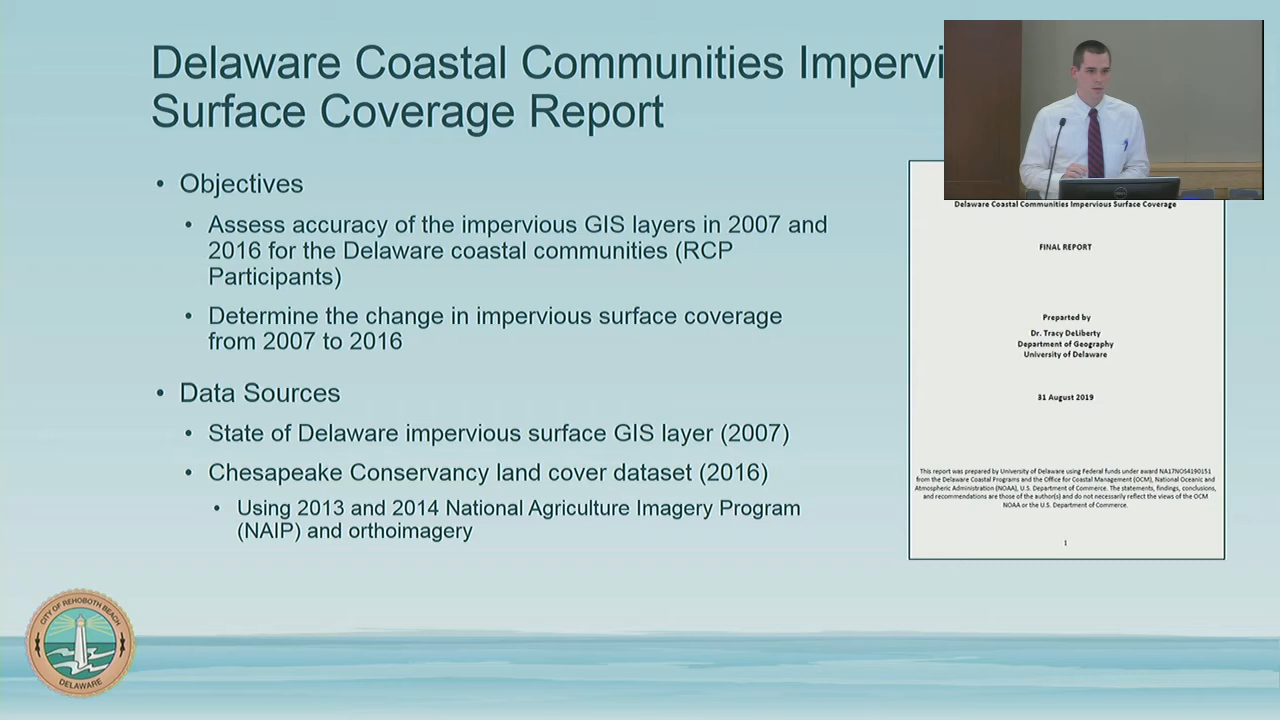 Delaware Coastal Communities Impervi
Surface Coverage Report
• Objectives
• Assess accuracy of the impervious GIS layers in 2007 and
2016 for the Delaware coastal communities (RCP
Participants)
• Determine the change in impervious surface coverage
from 2007 to 2016
• Data Sources
• State of Delaware impervious surface GIS layer (2007)
• Chesapeake Conservancy land cover dataset (2016)
• Using 2013 and 2014 National Agriculture Imagery Program
(NAIP) and orthoimagery
Delaware Coastal Communities Impervious Surface Coverage
FINAL REPORT
Prepared by
Dr. Tracy DeLiberty
Department of Geography
University of Delaware
31 August 2019
This report was prepared by University of Delaware using Federal funds under award NA17NOS4190151
from the Delaware Coastal Programs and the Office for Coastal Management (OCM), National Oceanic and
Atmospheric Administration (NOAA), U.S. Department of Commerce. The statements, findings, conclusions,
and recommendations are those of the author(s) and do not necessarily reflect the views of the OCM
NOAA or the U.S. Department of Commerce.
1
CITY OF REHOBOTH BEACH
DELAWARE
DELL